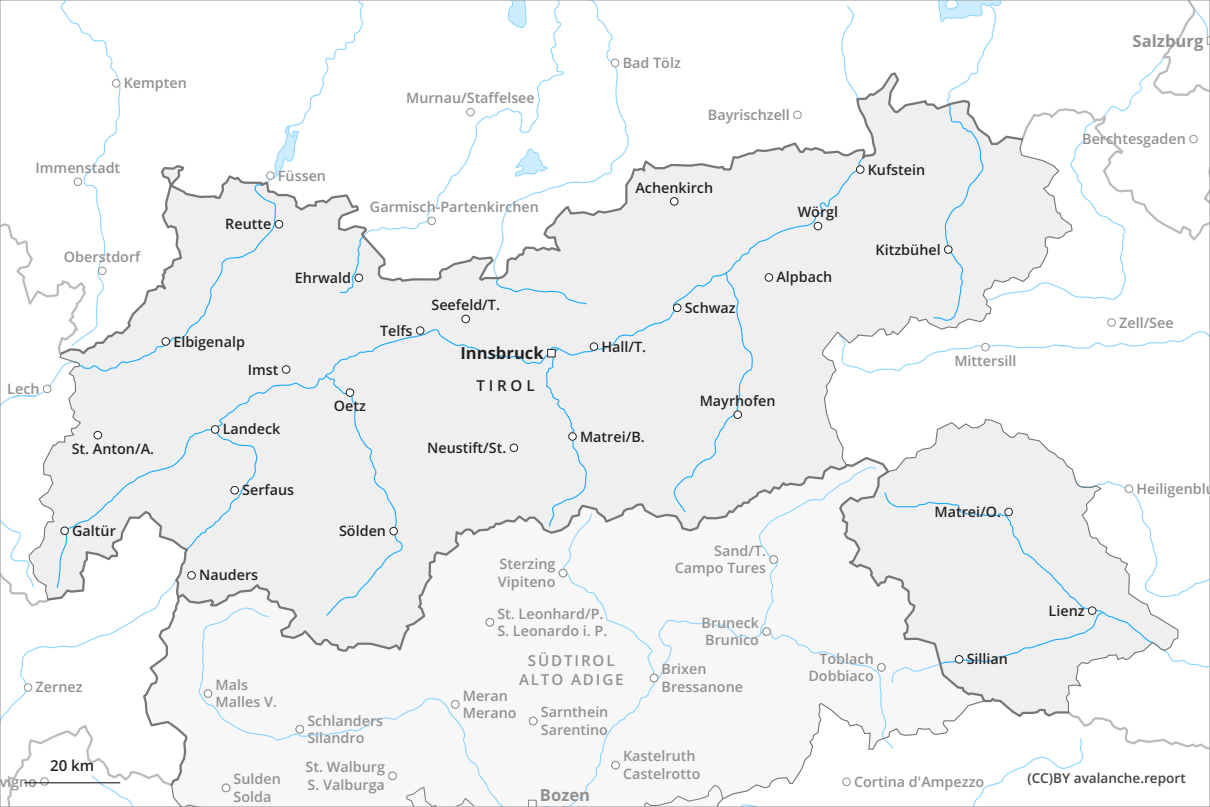 Salzburg
Bad Tölz
Kempten
Murnau/Staffelsee
Bayrischzell
Berchtesgaden
Immenstadt
Füssen
Kufstein
Achenkirch
Garmisch-Partenkirchen
Wörgl
Reutte
Kitzbühel
Oberstdorf
Ehrwald
Alpbach
Seefeld/T.
Schwaz
Zell/See
Telfs
Elbigenalp
Innsbruck
Hall/T.
Mittersill
Imst
TIROL
Lech
Oetz
Mayrhofen
Landeck
Matrei/B.
St. Anton/A.
Neustift/St.
Serfaus
Heiligenblu
Matrei/O.
Galtür
Sölden
Sand/T.
Campo Tures
Sterzing
Vipiteno
Nauders
Lienz
St. Leonhard/P.
S. Leonardo i. P.
Bruneck
Brunico
SÜDTIROL
ALTO ADIGE
Sillian
Toblach
Dobbiaco
Brixen
Bressanone
Zernez
Mals
Malles V.
Meran
Merano
Sarnthein
Sarentino
Schlanders
Silandro
Kastelruth
Castelrotto
St. Walburg
S. Valburga
20 km
vigno
Sulden
Solda
Cortina d'Ampezzo
(CC)BY avalanche.report
Bozen